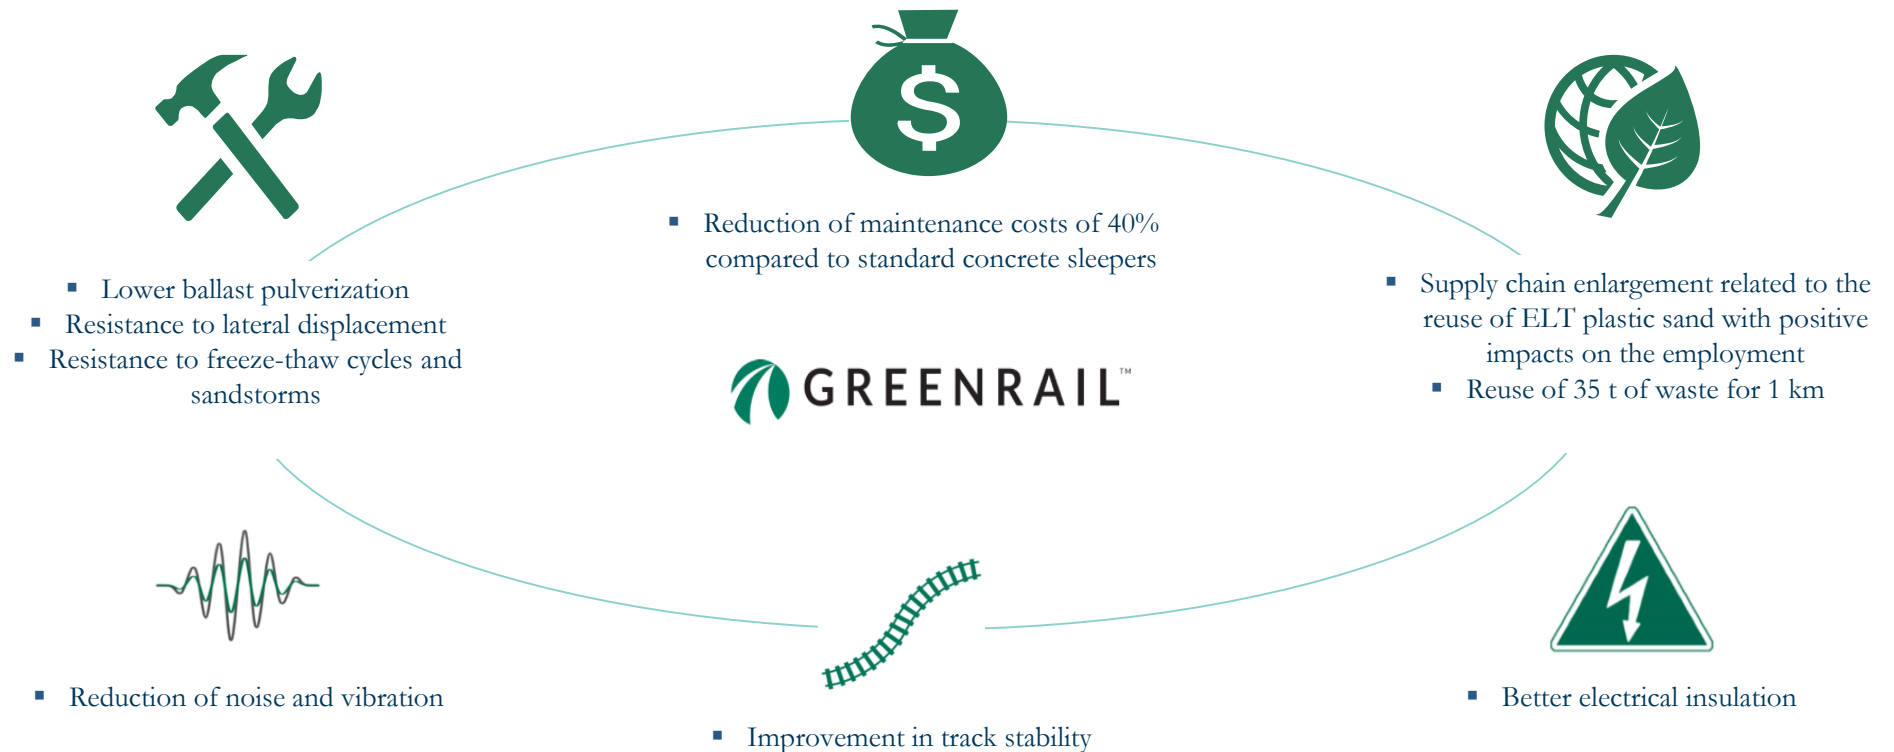 $
▪ Reduction of maintenance costs of 40%
compared to standard concrete sleepers
▪ Lower ballast pulverization
▪ Resistance to lateral displacement
▪ Resistance to freeze-thaw cycles and
sandstorms
▪ Supply chain enlargement related to the
reuse of ELT plastic sand with positive
impacts on the employment
▪ Reuse of 35 t of waste for 1 km
GREENRAIL™
▪ Reduction of noise and vibration
▪ Improvement in track stability
▪ Better electrical insulation